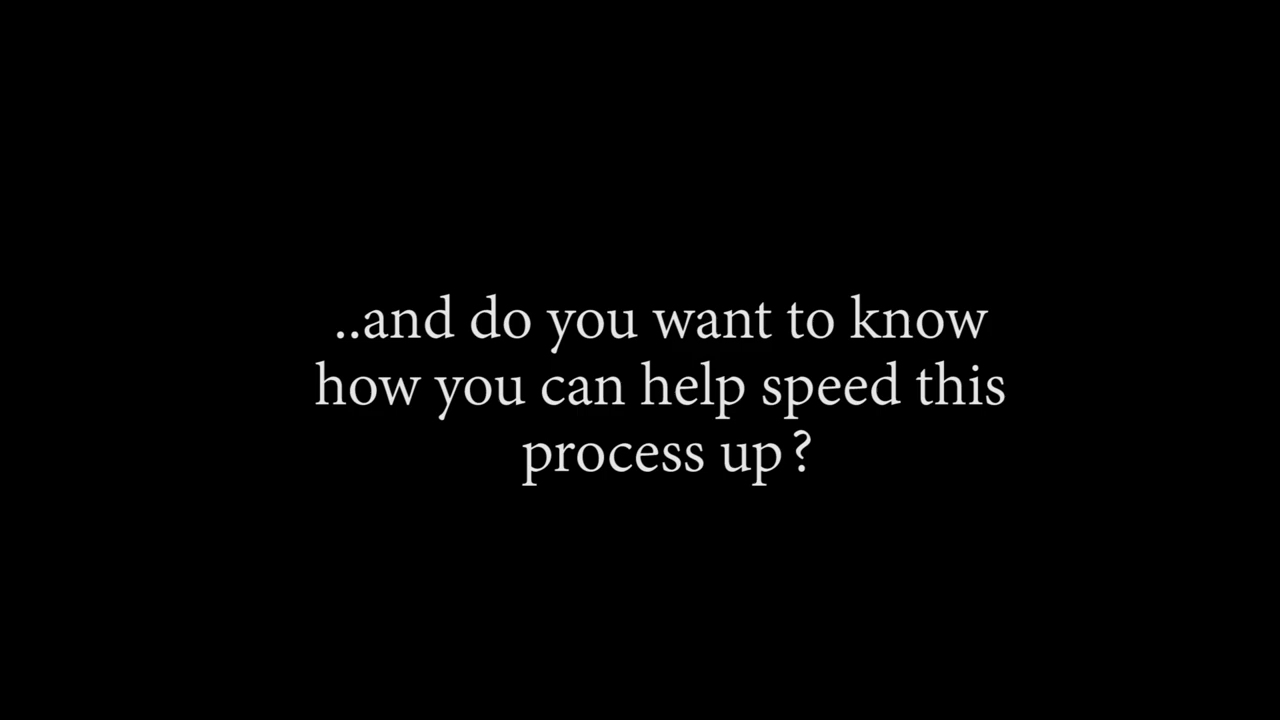 ..and do you want to know
how you can help speed this
process up?